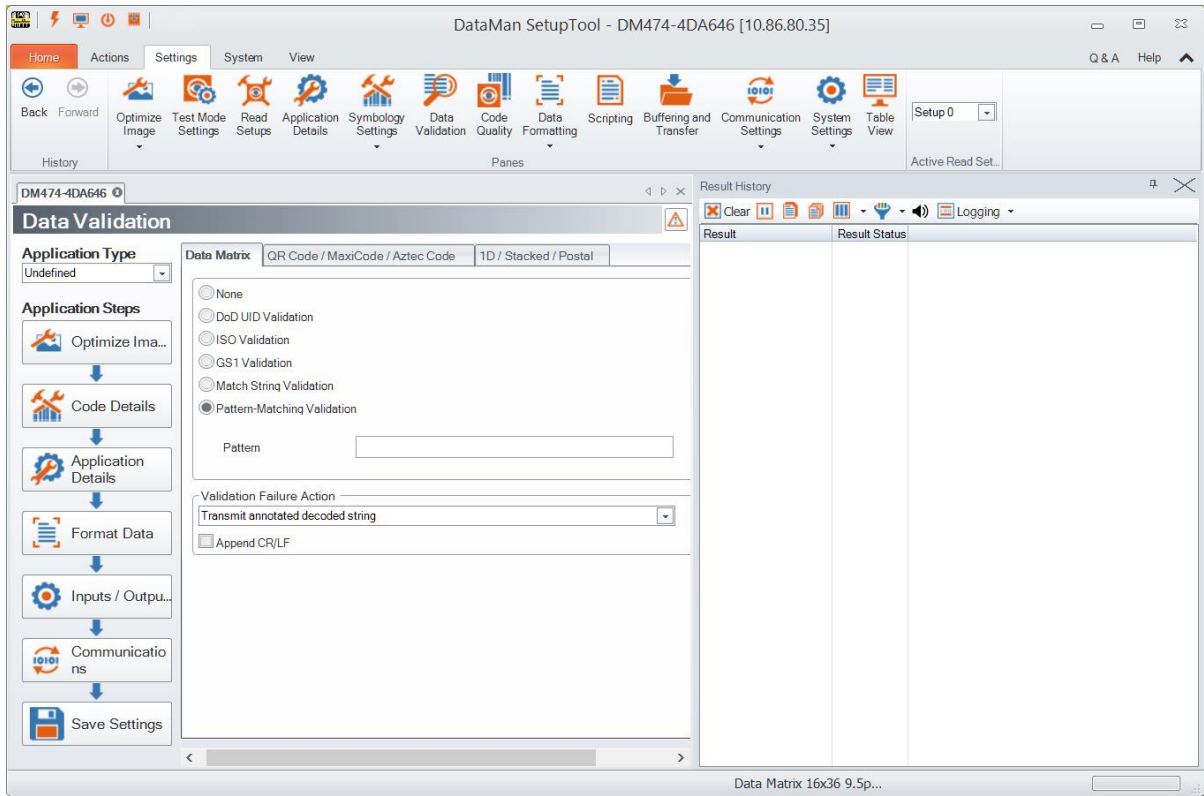 DataMan SetupTool - DM474-4DA646 [10.86.80.35]
Home Actions Settings System View Q & A Help
Back Forward
Optimize Image
Test Mode Settings
Read Setups
Application Details
Symbology Settings
Data Validation
Code Quality
Data Formatting
Scripting
Buffering and Transfer
Communication Settings
System Settings
Table View
Setup 0
History Panes Active Read Set...
DM474-4DA646
Data Validation
Application Type
Undefined
Application Steps
Optimize Ima...
Code Details
Application
Details
Format Data
Inputs / Outpu...
Communicatio
ns
Save Settings
Data Matrix QR Code / MaxiCode / Aztec Code 1D / Stacked / Postal
None
DoD UID Validation
ISO Validation
GS1 Validation
Match String Validation
Pattern-Matching Validation
Pattern
Validation Failure Action
Transmit annotated decoded string
Append CR/LF
Result History
Clear Logging
Result Result Status
Data Matrix 16x36 9.5p...